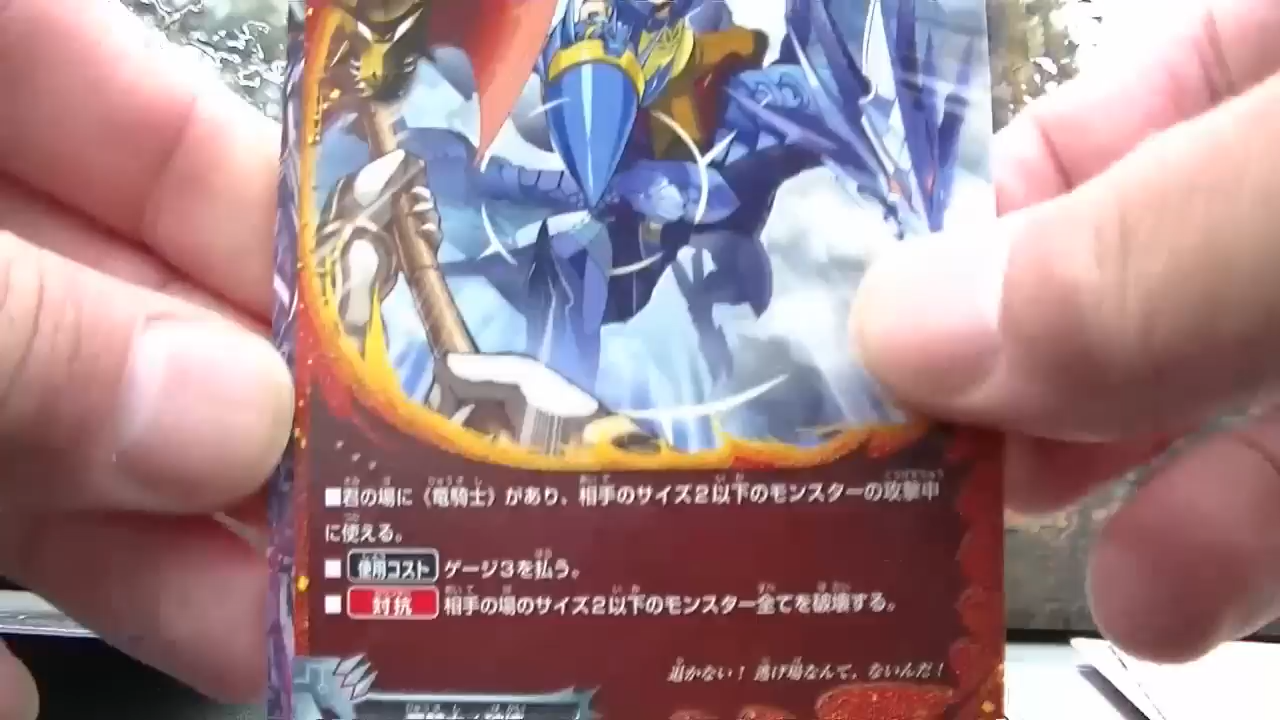 ■君の場に〈竜騎士〉があり、相手のサイズ2以下のモンスターの攻撃中
に使える。
■使用コスト ゲージ3を払う。
■対抗 相手の場のサイズ2以下のモンスター全てを破壊する。
退かない！逃げ場なんて、ないんだ！